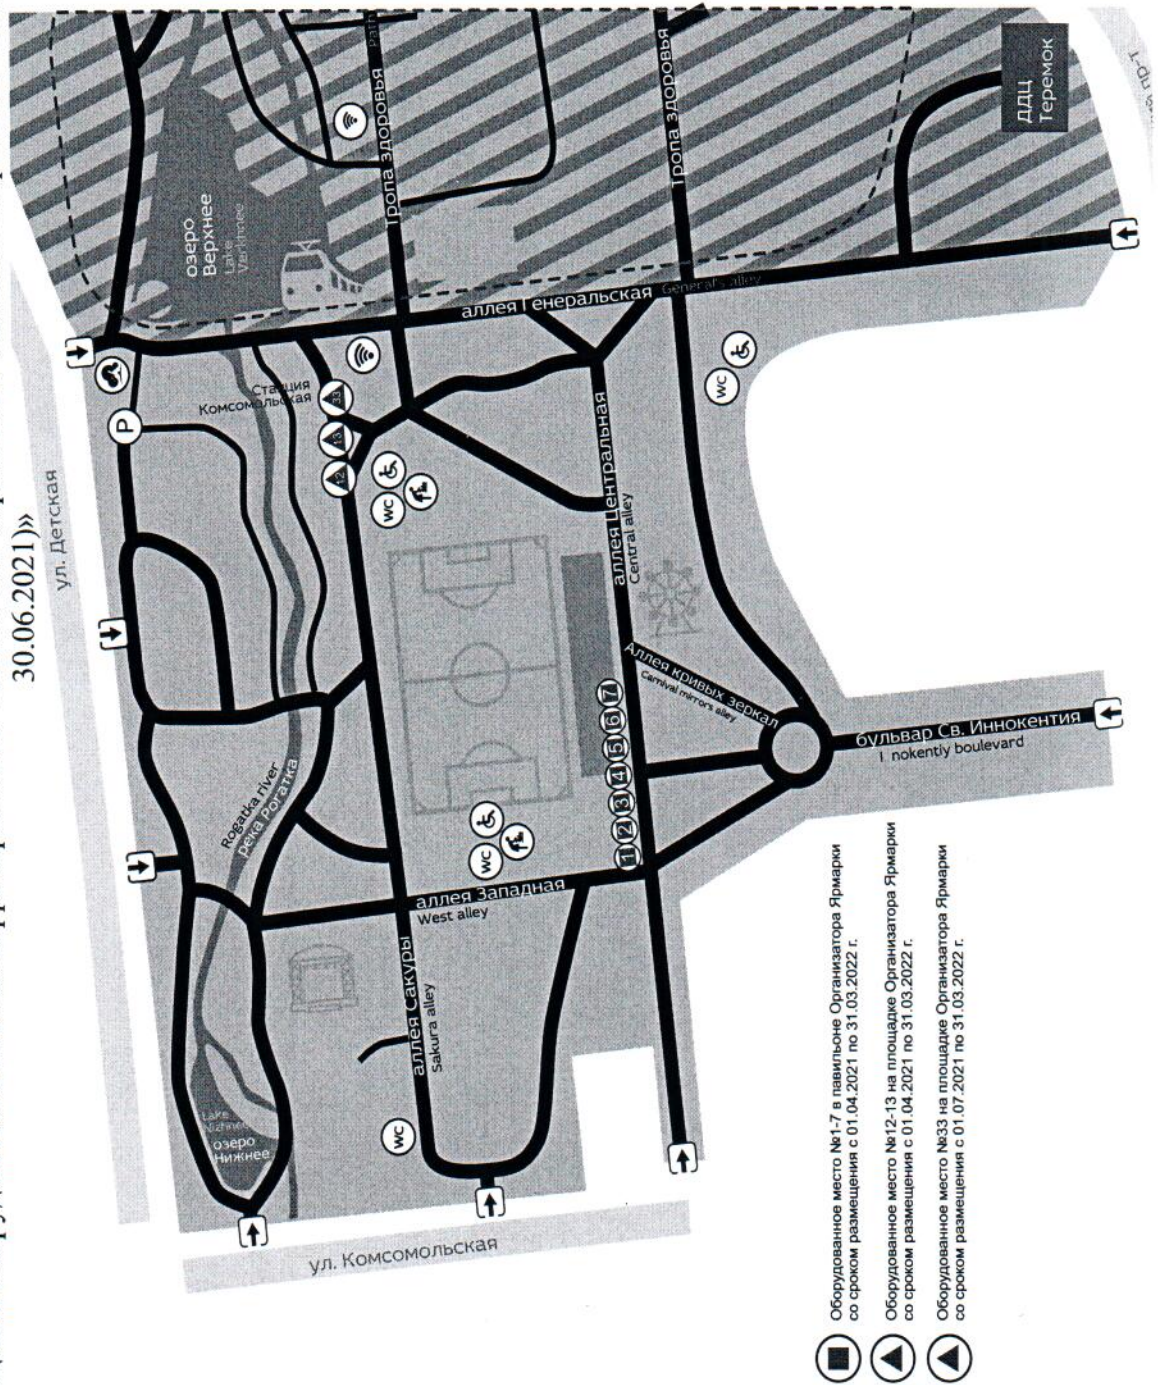 30.06.2021)»
ул. Детская
P
Станция
Комсомольская
озеро
Верхнее
Lake
Verkhnee
Тропа здоровья
Path
Тропа здоровья
ДДЦ
Теремок
аллея Генеральская
General's alley
12
13
33
WC
WC
аллея Центральная
Central alley
Аллея кривых зеркал
Carnival mirrors alley
1 2 3 4 5 6 7
бульвар Св. Иннокентия
I nokentiy boulevard
Rogatka river
река Рогатка
WC
аллея Западная
West alley
аллея Сакуры
Sakura alley
WC
Lake
Nizhnee
озеро
Нижнее
ул. Комсомольская
Оборудованное место №1-7 в павильоне Организатора Ярмарки
со сроком размещения с 01.04.2021 по 31.03.2022 г.
Оборудованное место №12-13 на площадке Организатора Ярмарки
со сроком размещения с 01.04.2021 по 31.03.2022 г.
Оборудованное место №33 на площадке Организатора Ярмарки
со сроком размещения с 01.07.2021 по 31.03.2022 г.